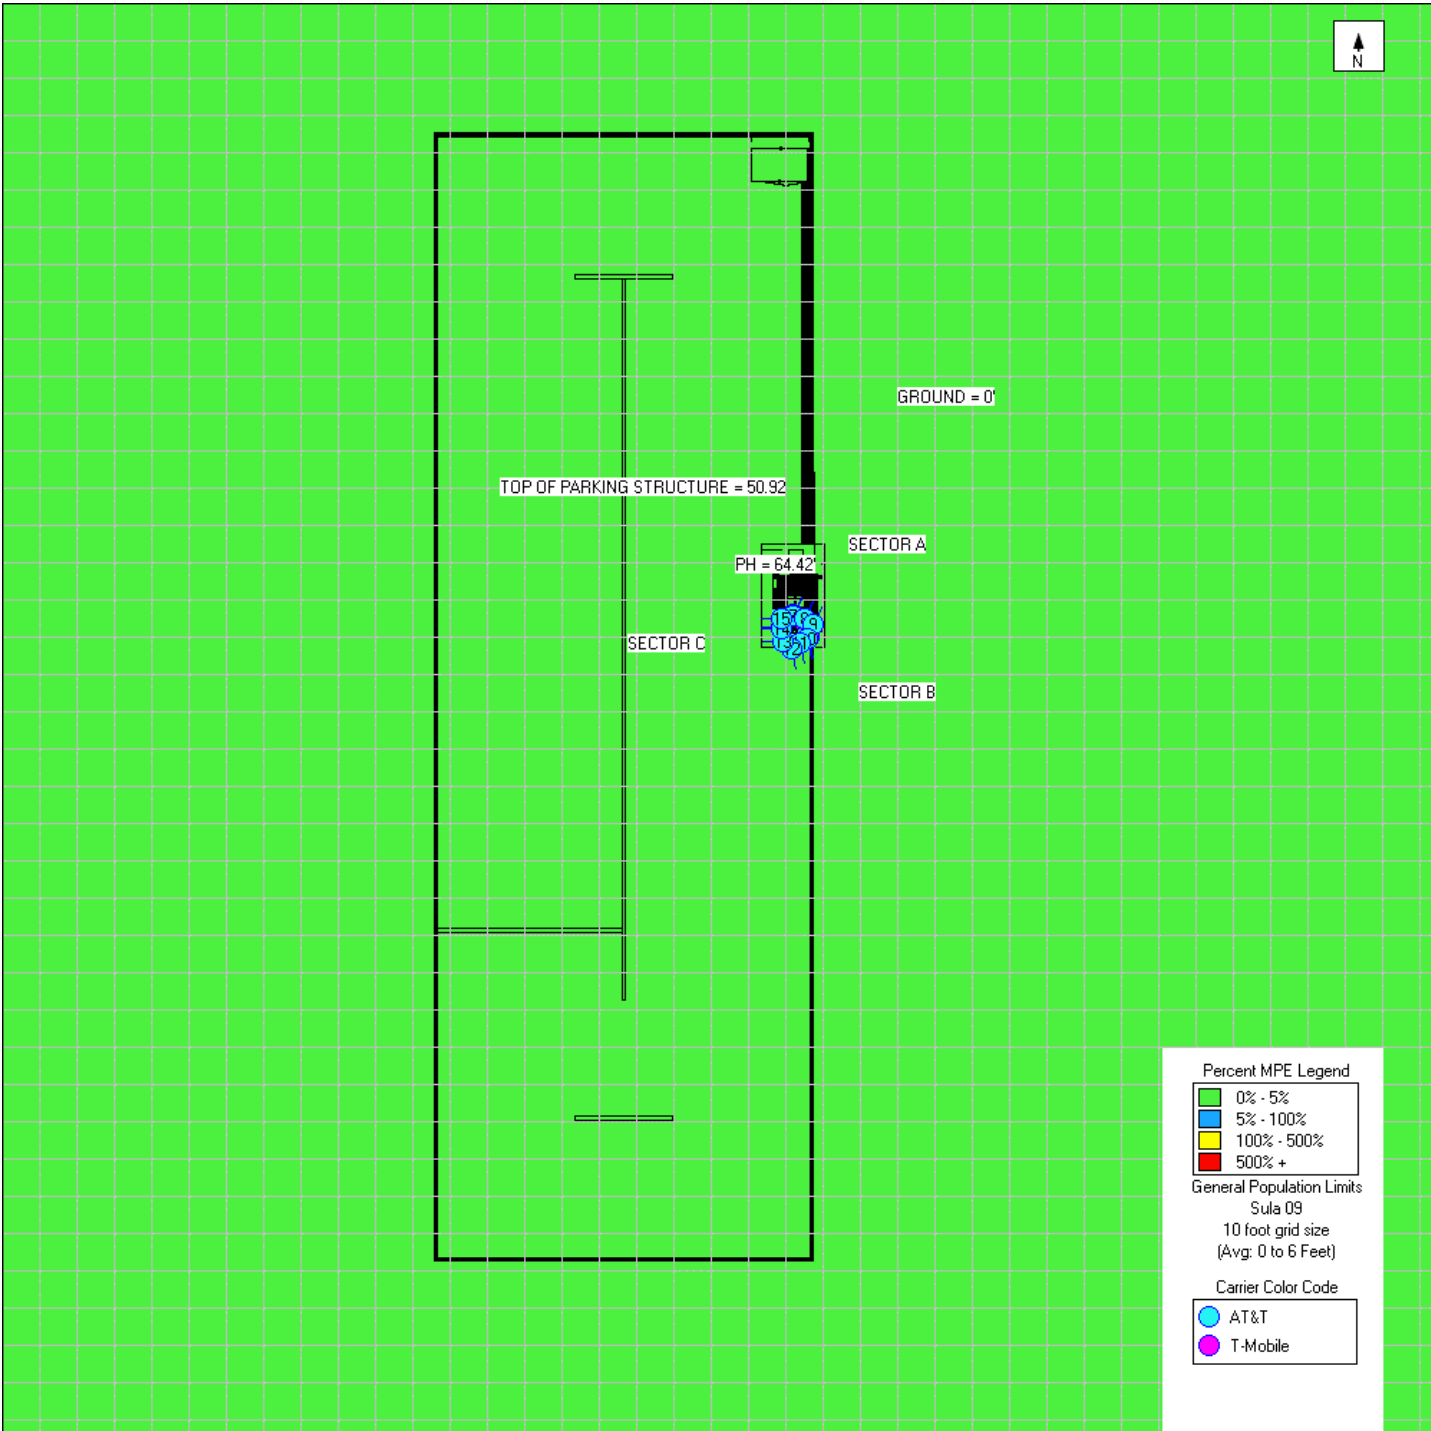 N
GROUND = 0'
TOP OF PARKING STRUCTURE = 50.92
SECTOR A
PH = 64.42'
15
9
SECTOR C
SECTOR B
Percent MPE Legend
0% - 5%
5% - 100%
100% - 500%
500% +
General Population Limits
Sula 09
10 foot grid size
(Avg: 0 to 6 Feet)
Carrier Color Code
AT&T
T-Mobile